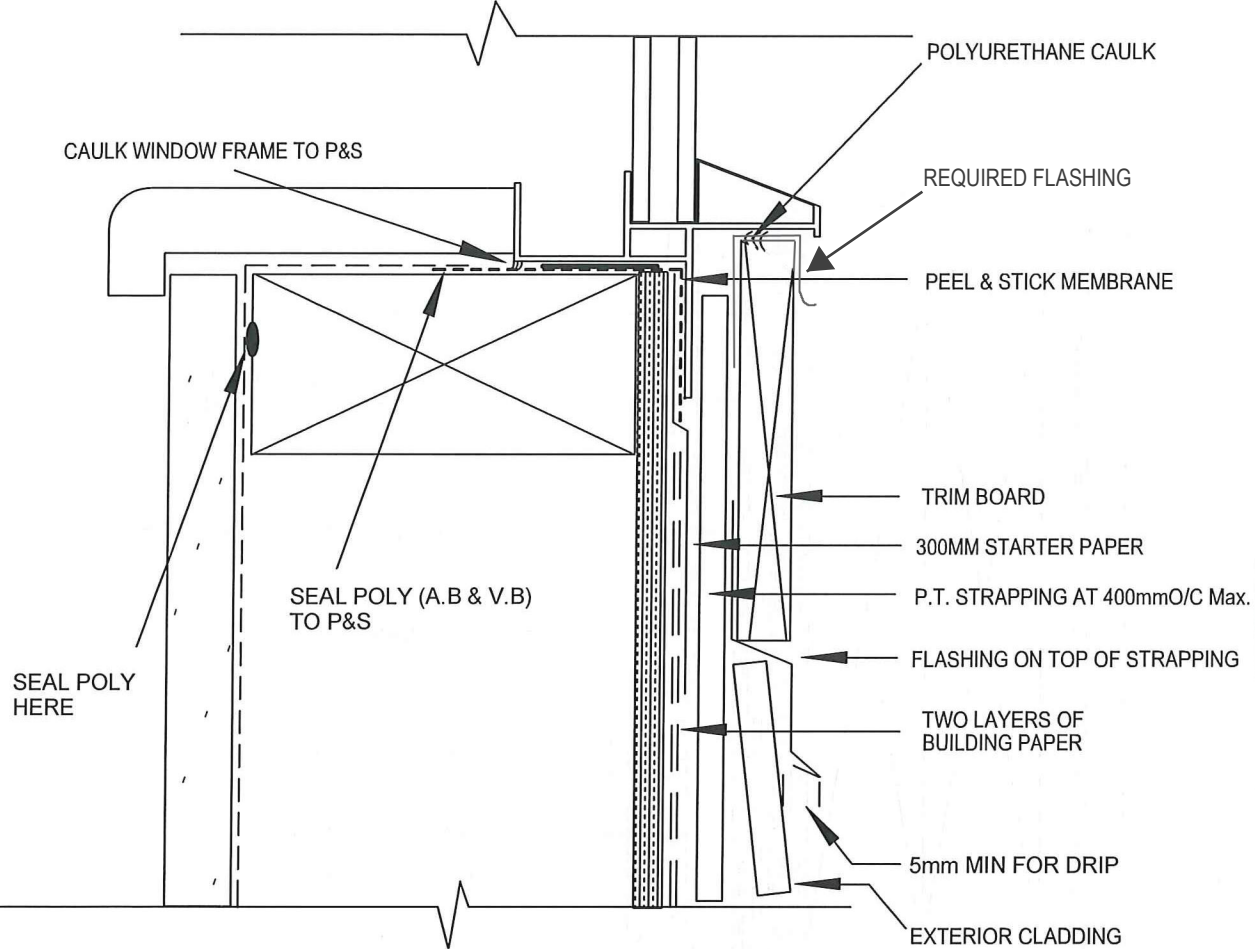 POLYURETHANE CAULK
CAULK WINDOW FRAME TO P&S
REQUIRED FLASHING
PEEL & STICK MEMBRANE
TRIM BOARD
300MM STARTER PAPER
SEAL POLY (A.B & V.B)
TO P&S
P.T. STRAPPING AT 400mmO/C Max.
FLASHING ON TOP OF STRAPPING
SEAL POLY
HERE
TWO LAYERS OF
BUILDING PAPER
5mm MIN FOR DRIP
EXTERIOR CLADDING